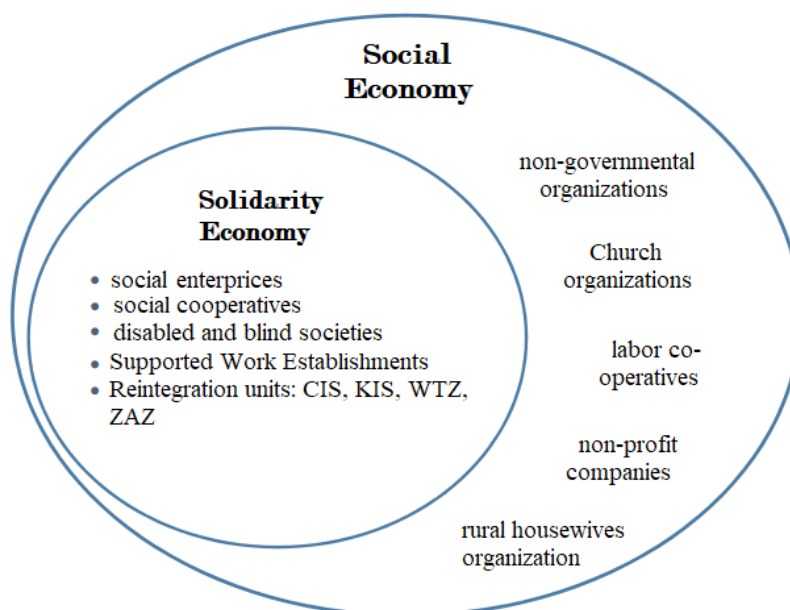 Social
Economy
Solidarity
Economy
• social enterprices
• social cooperatives
• disabled and blind societies
• Supported Work Establishments
• Reintegration units: CIS, KIS, WTZ,
ZAZ
non-governmental
organizations
Church
organizations
labor co-
operatives
non-profit
companies
rural housewives
organization